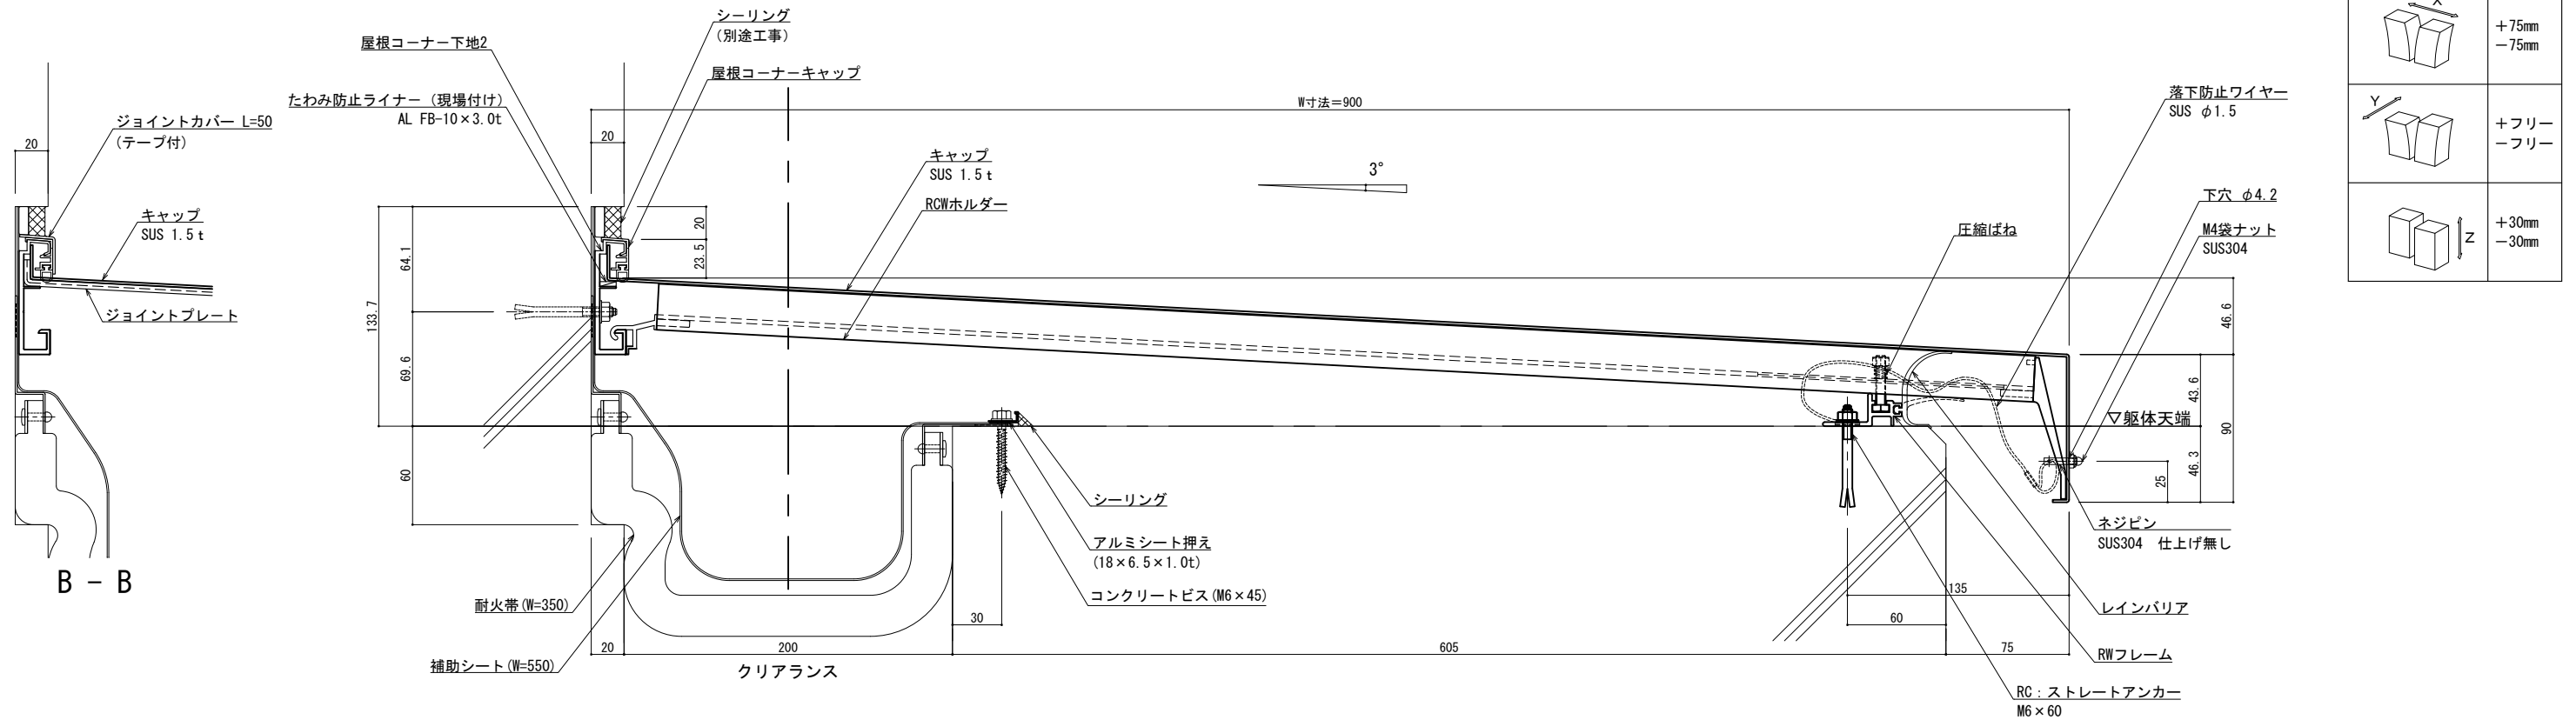 20
ジョイントカバー L=50
(テープ付)
キャップ
SUS 1.5ｔ
ジョイントプレート
B － B
シーリング
(別途工事)
屋根コーナー下地2
屋根コーナーキャップ
たわみ防止ライナー（現場付け）
AL FB-10×3.0t
W寸法＝900
20
キャップ
SUS 1.5ｔ
RCWホルダー
3°
圧縮ばね
落下防止ワイヤー
SUS φ1.5
下穴 φ4.2
M4袋ナット
SUS304
20
23.5
64.1
133.7
69.6
60
46.6
43.6
▽躯体天端
90
46.3
25
シーリング
アルミシート押え
(18×6.5×1.0t)
コンクリートビス(M6×45)
耐火帯(W=350)
補助シート(W=550)
30
20
200
クリアランス
605
60
75
135
ネジピン
SUS304　仕上げ無し
レインバリア
RWフレーム
RC：ストレートアンカー
M6×60
X
＋75mm
－75mm
Y
＋フリー
－フリー
Z
＋30mm
－30mm